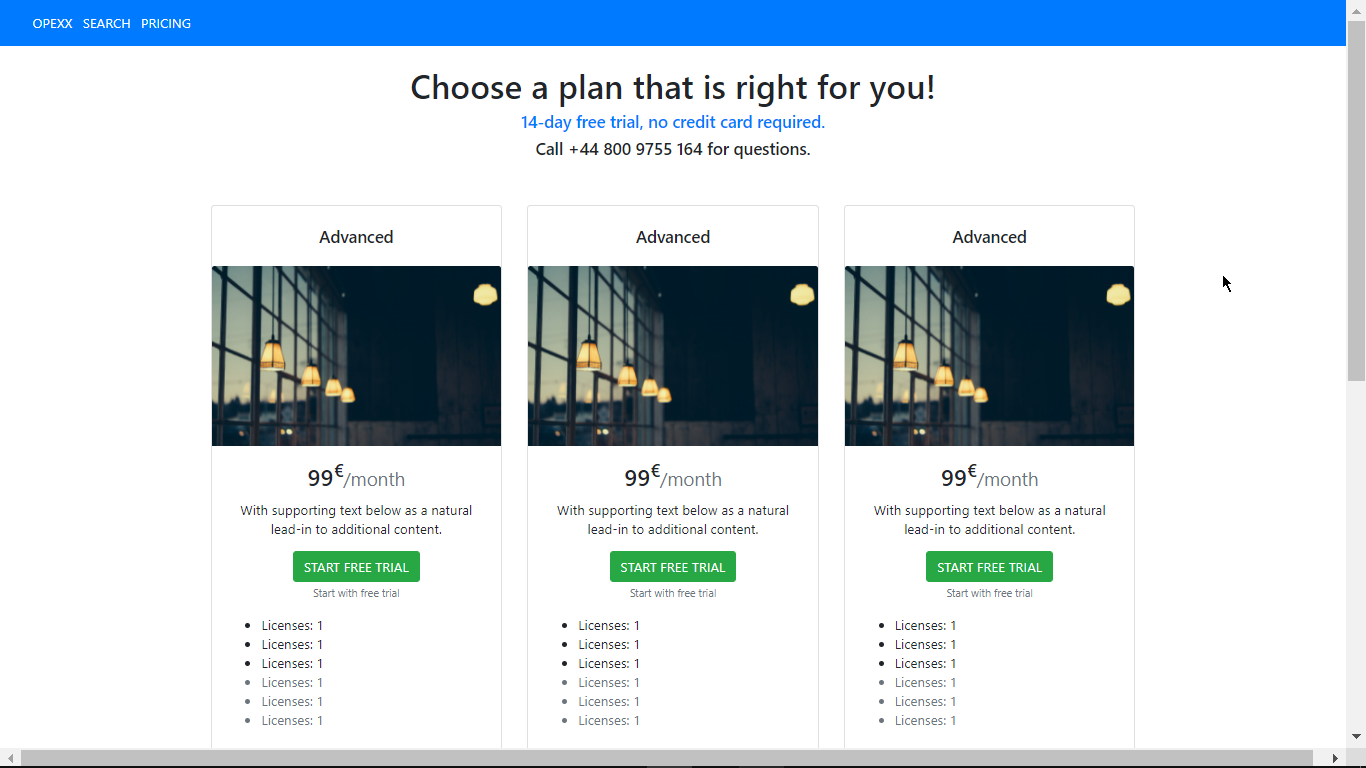 OPEXX SEARCH PRICING
Choose a plan that is right for you!
14-day free trial, no credit card required.
Call +44 800 9755 164 for questions.
Advanced
99€/month
With supporting text below as a natural
lead-in to additional content.
START FREE TRIAL
Start with free trial
Licenses: 1
Licenses: 1
Licenses: 1
Licenses: 1
Licenses: 1
Licenses: 1
Advanced
99€/month
With supporting text below as a natural
lead-in to additional content.
START FREE TRIAL
Start with free trial
Licenses: 1
Licenses: 1
Licenses: 1
Licenses: 1
Licenses: 1
Licenses: 1
Advanced
99€/month
With supporting text below as a natural
lead-in to additional content.
START FREE TRIAL
Start with free trial
Licenses: 1
Licenses: 1
Licenses: 1
Licenses: 1
Licenses: 1
Licenses: 1